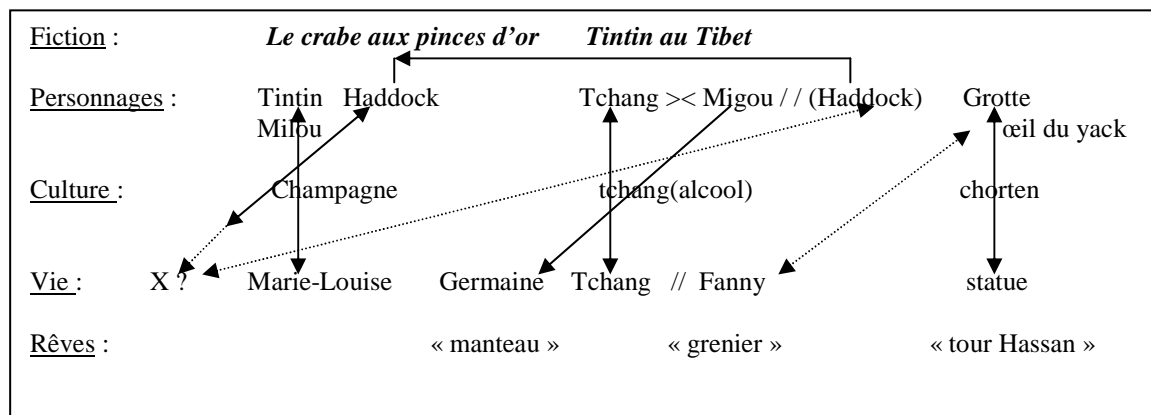 Fiction : Le crabe aux pinces d'or Tintin au Tibet
Personnages : Tintin Haddock Tchang >< Migou / / (Haddock) Grotte
Milou œil du yack
Culture : Champagne tchang(alcool) chorten
Vie : X ? Marie-Louise Germaine Tchang // Fanny statue
Rêves : « manteau » « grenier » « tour Hassan »